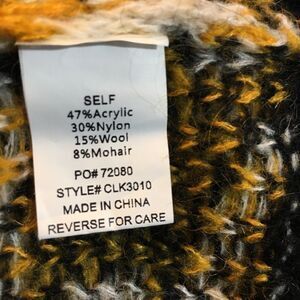 SELF
47%Acrylic
30%Nylon
15%Wool
8%Mohair
PO# 72080
STYLE# CLK3010
MADE IN CHINA
REVERSE FOR CARE